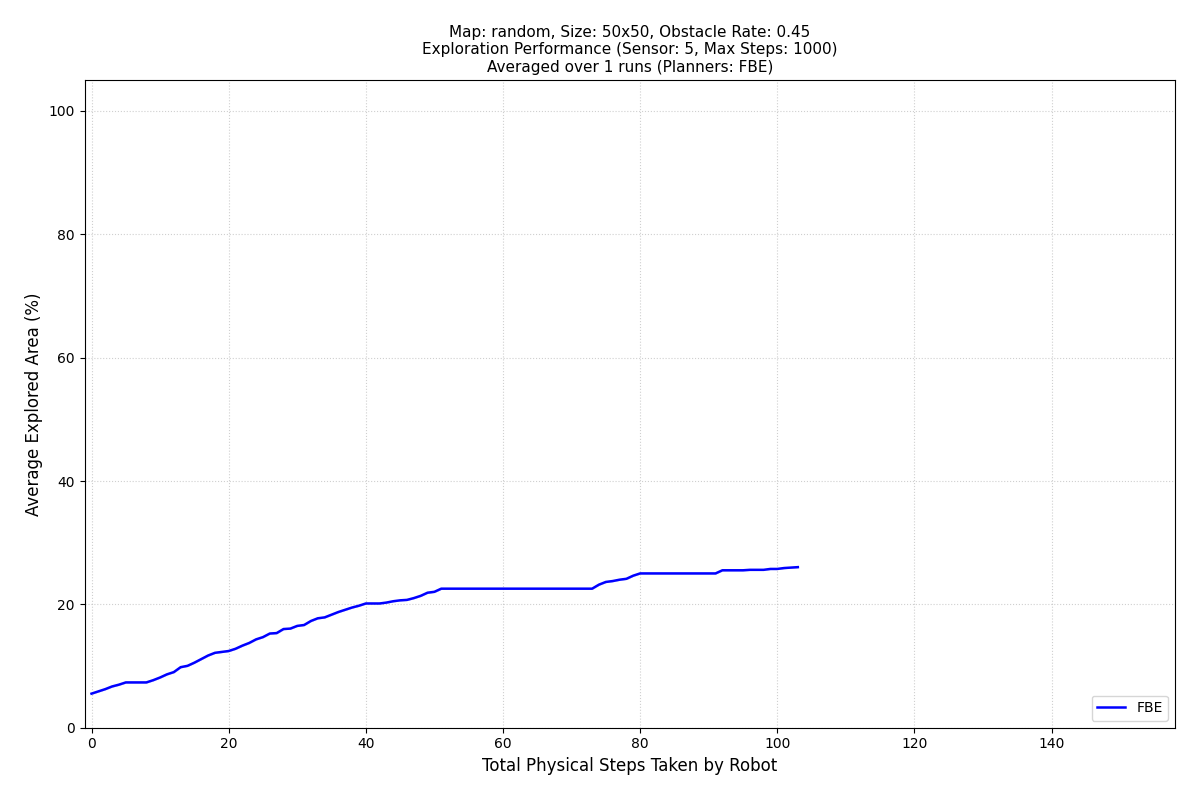 Map: random, Size: 50x50, Obstacle Rate: 0.45
Exploration Performance (Sensor: 5, Max Steps: 1000)
Averaged over 1 runs (Planners: FBE)
100
80
60
40
20
0
Average Explored Area (%)
0 20 40 60 80 100 120 140
Total Physical Steps Taken by Robot
FBE